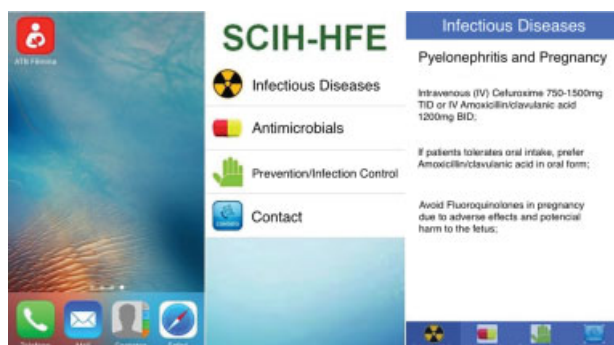 ATB Fêmina
SCIH-HFE
Infectious Diseases
Antimicrobials
Prevention/Infection Control
Contact
Infectious Diseases
Pyelonephritis and Pregnancy
Intravenous (IV) Cefuroxime 750-1500mg
TID or IV Amoxicillin/clavulanic acid
1200mg BID;
If patients tolerates oral intake, prefer
Amoxicillin/clavulanic acid in oral form;
Avoid Fluoroquinolones in pregnancy
due to adverse effects and potencial
harm to the fetus;